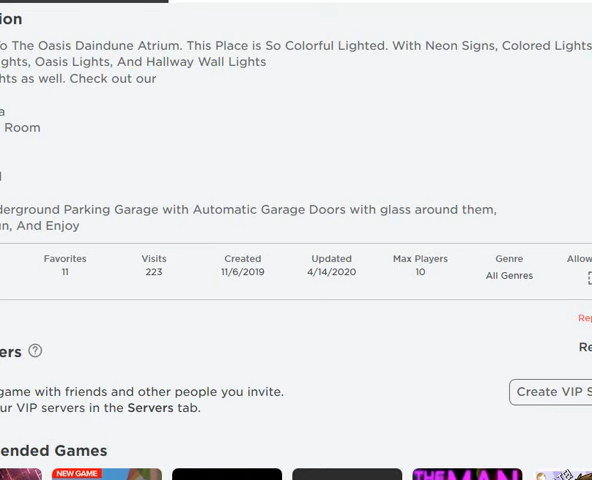 ion
o The Oasis Daindune Atrium. This Place is So Colorful Lighted. With Neon Signs, Colored Lights
ghts, Oasis Lights, And Hallway Wall Lights
hts as well. Check out our
a
Room
derground Parking Garage with Automatic Garage Doors with glass around them,
un, And Enjoy
Favorites Visits Created Updated Max Players Genre Allow
11 223 11/6/2019 4/14/2020 10 All Genres
Rep
ers ?
Re
game with friends and other people you invite.
Create VIP S
ur VIP servers in the Servers tab.
ended Games
NEW GAME
THE MAN